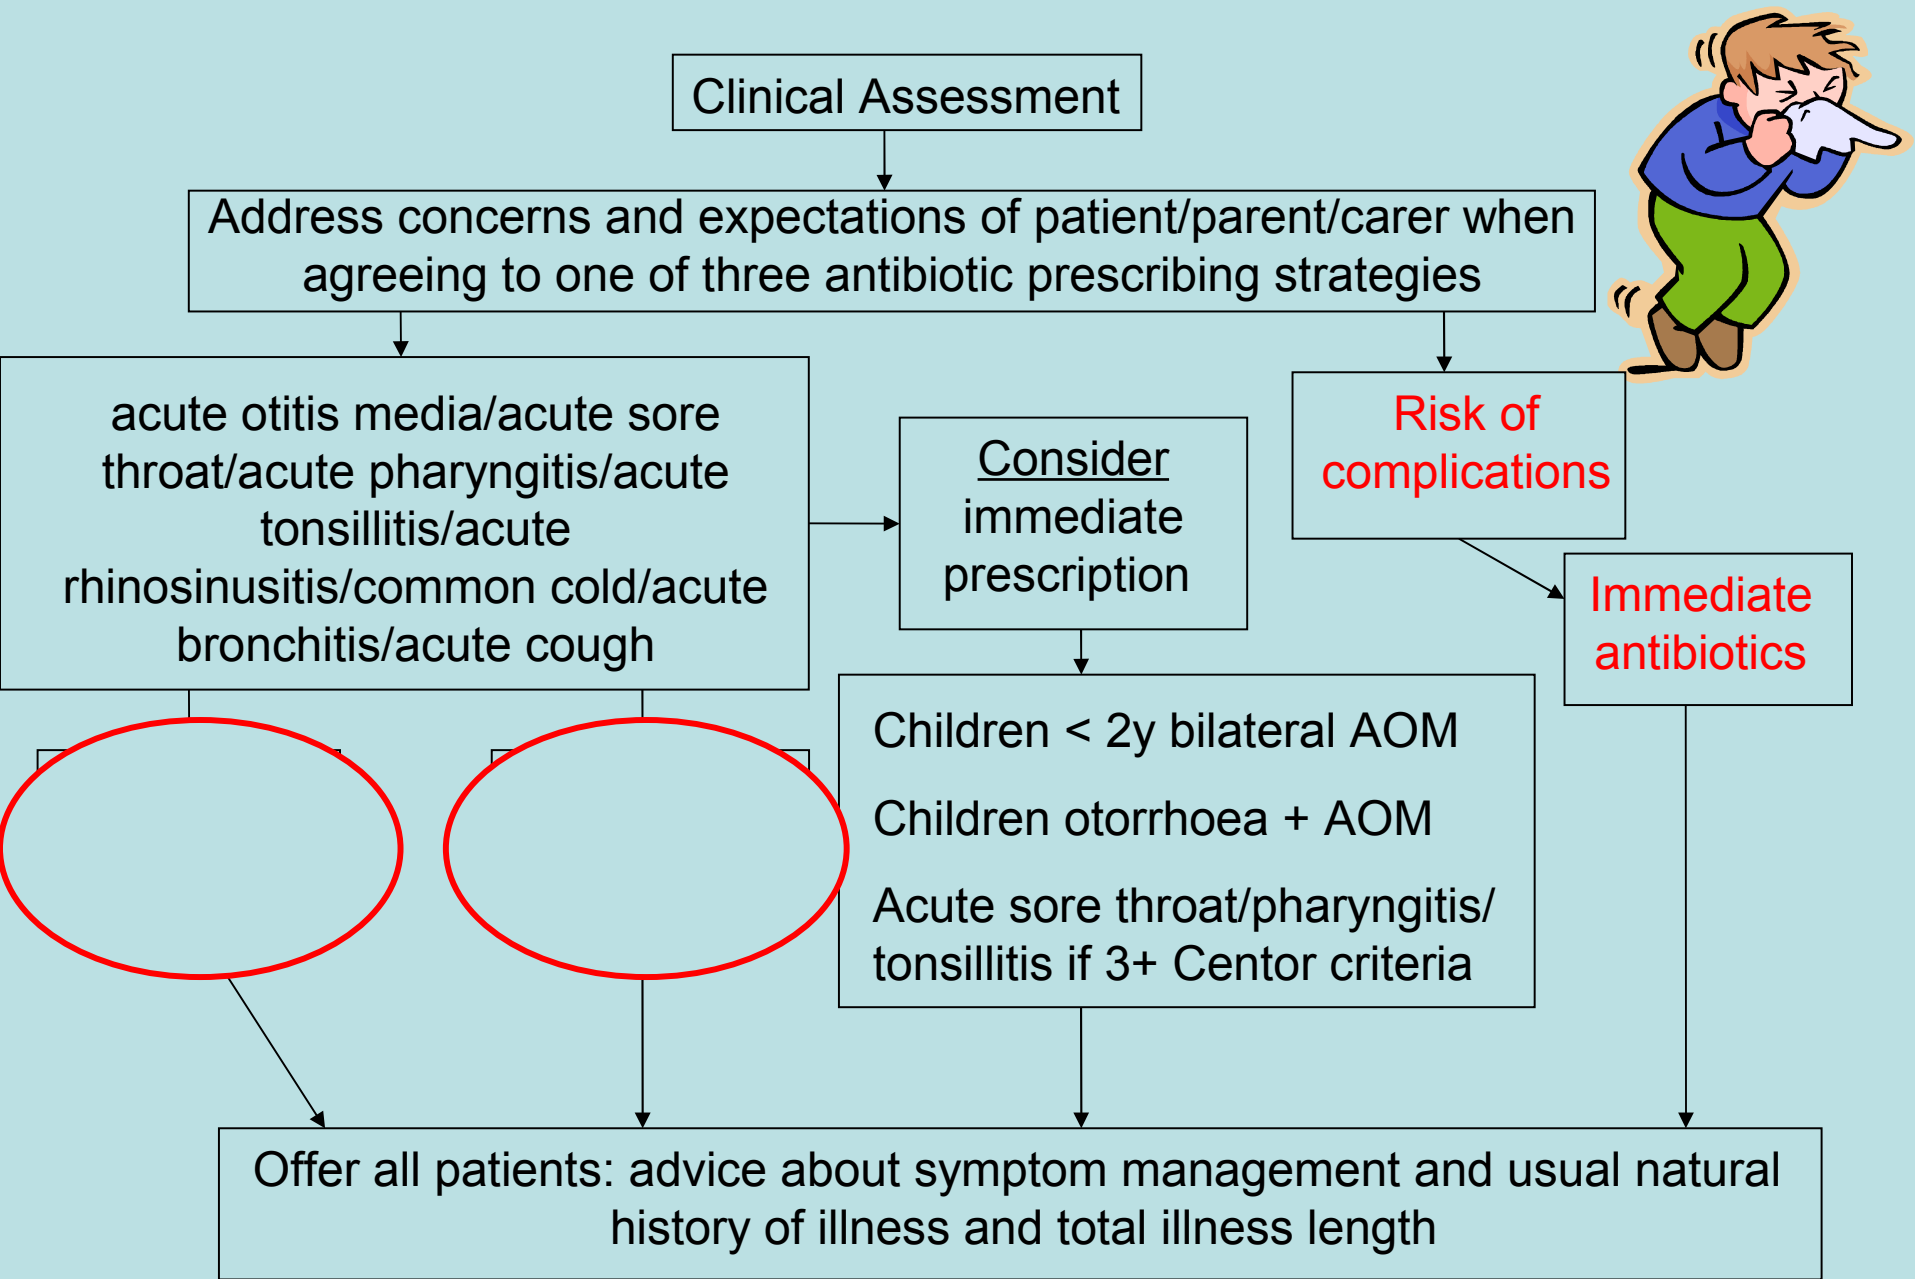 Clinical Assessment
Address concerns and expectations of patient/parent/carer when
agreeing to one of three antibiotic prescribing strategies
acute otitis media/acute sore
throat/acute pharyngitis/acute
tonsillitis/acute
rhinosinusitis/common cold/acute
bronchitis/acute cough
Consider
immediate
prescription
Risk of
complications
Immediate
antibiotics
Children < 2y bilateral AOM
Children otorrhoea + AOM
Acute sore throat/pharyngitis/
tonsillitis if 3+ Centor criteria
Offer all patients: advice about symptom management and usual natural
history of illness and total illness length